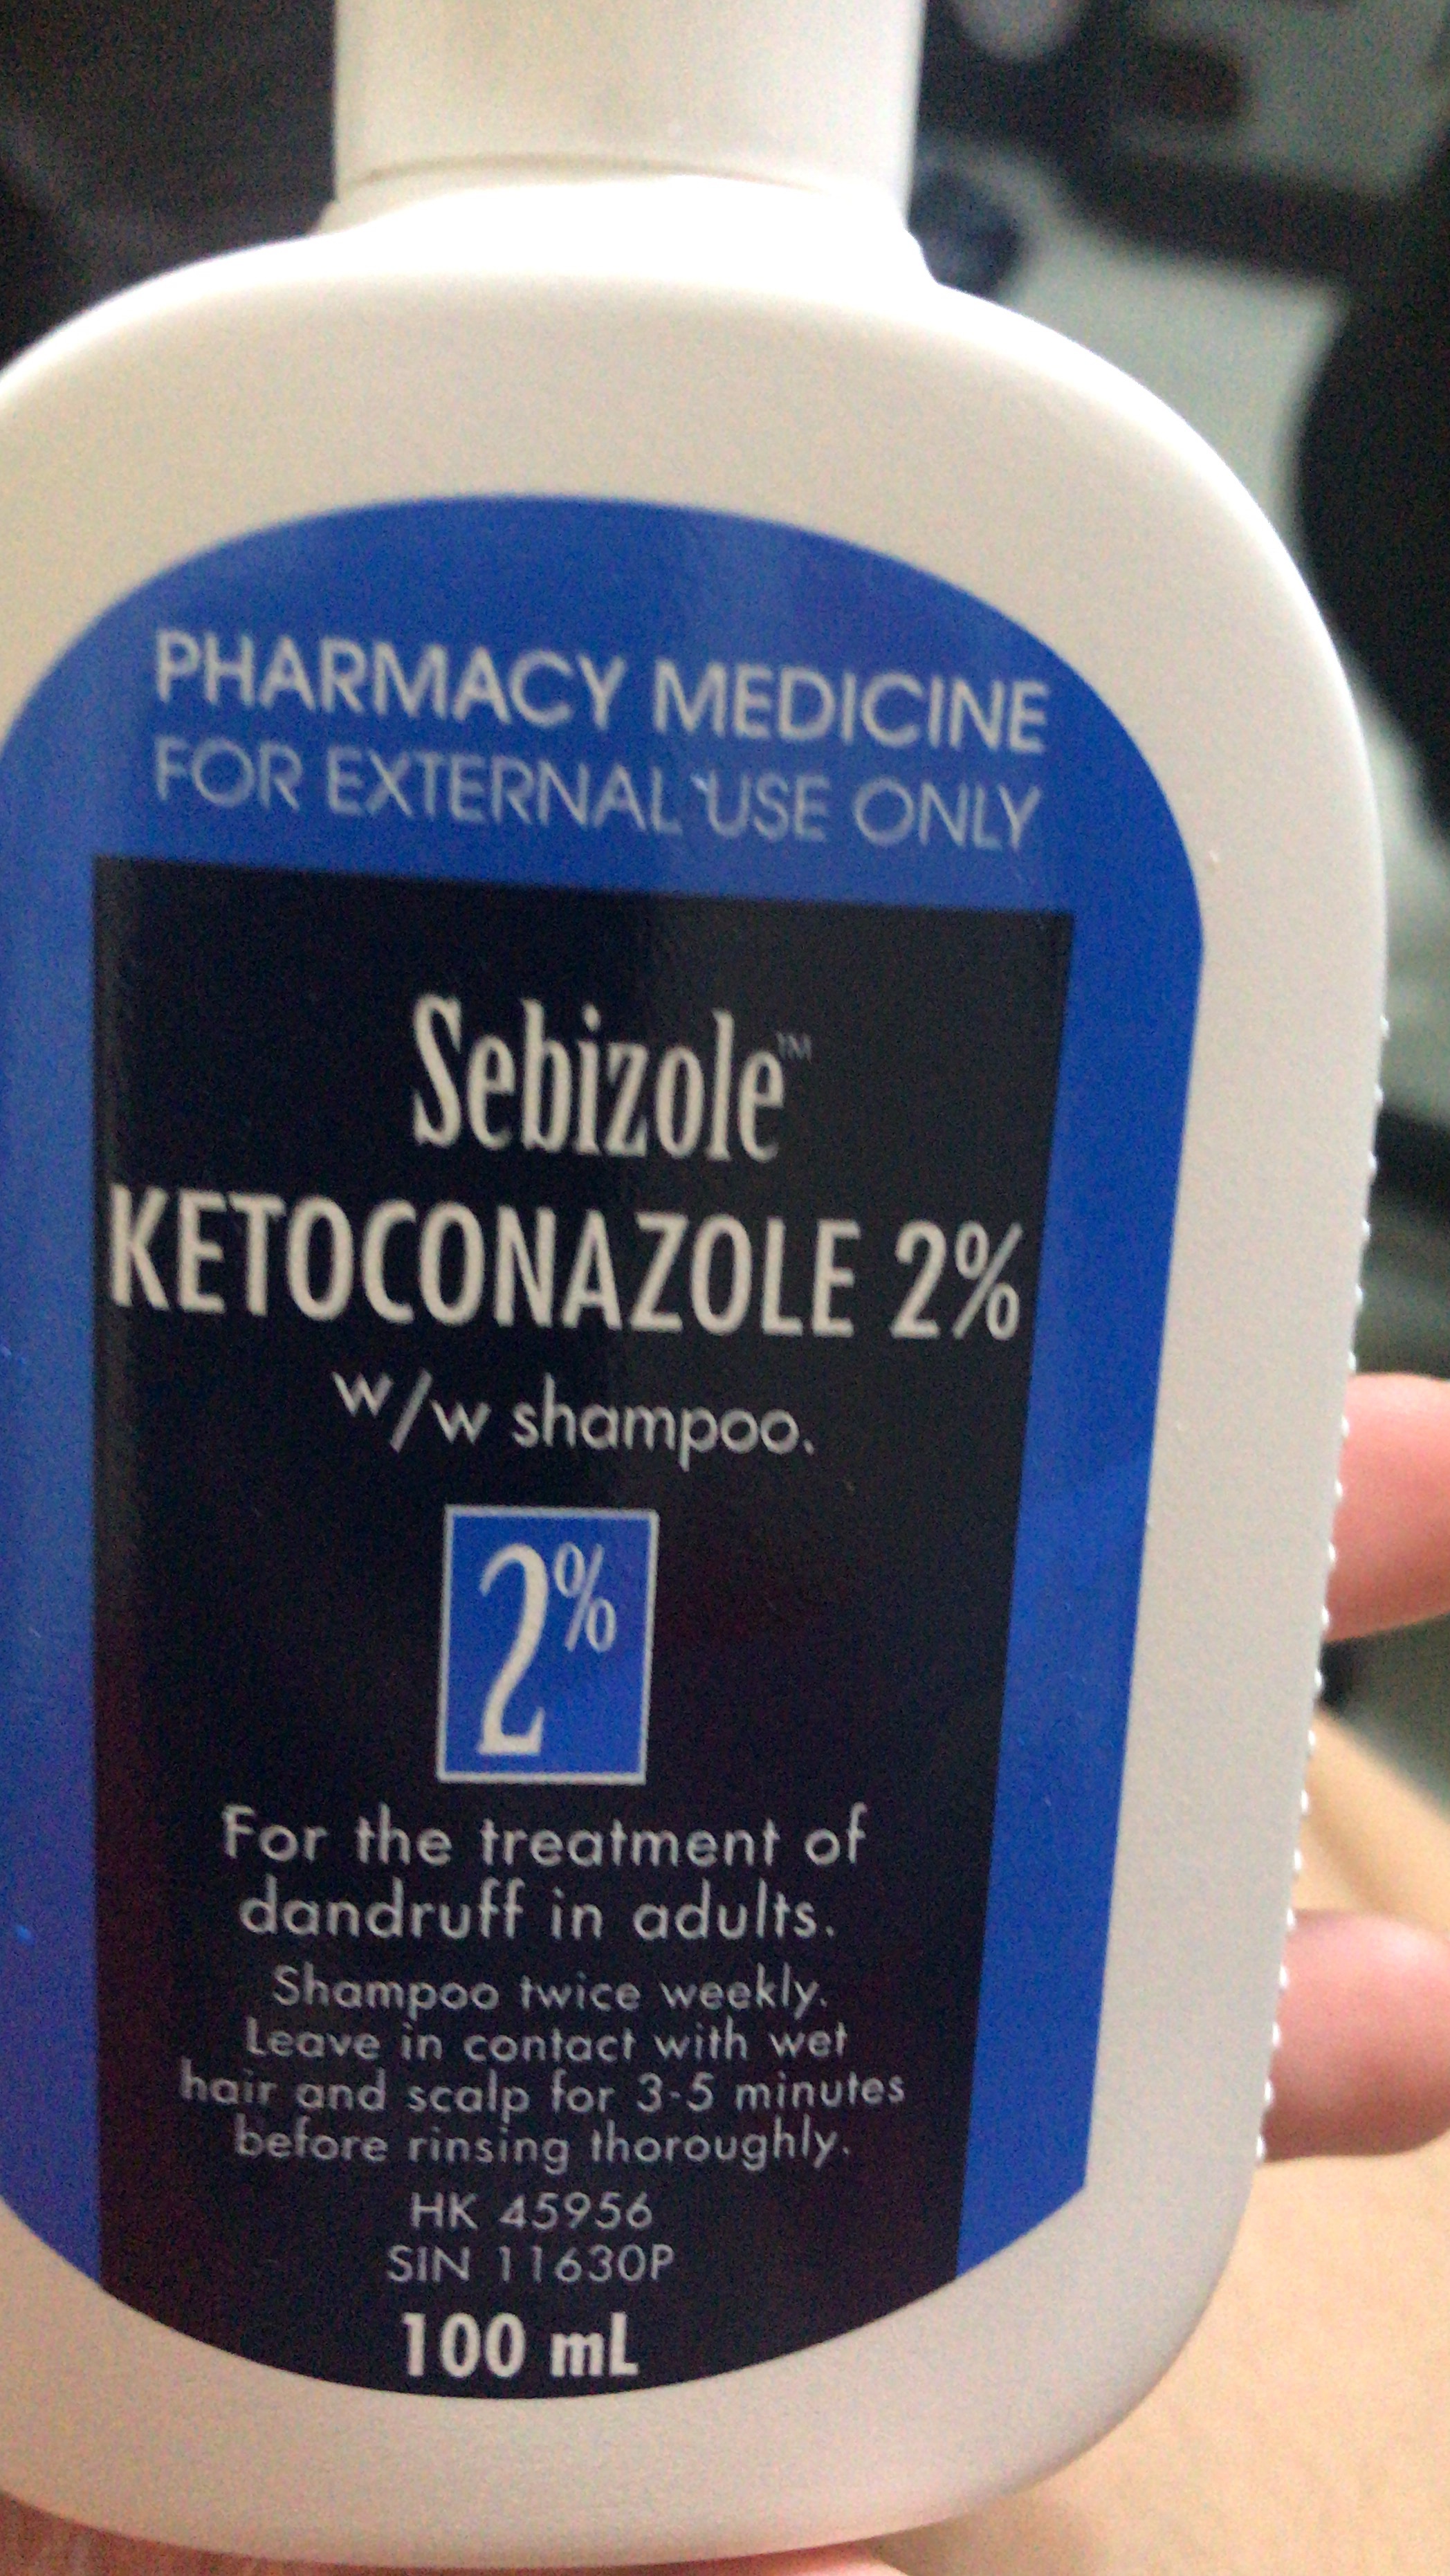 PHARMACY MEDICINE
FOR EXTERNAL USE ONLY
Sebizole™
KETOCONAZOLE 2%
w/w shampoo.
2%
For the treatment of
dandruff in adults.
Shampoo twice weekly.
Leave in contact with wet
hair and scalp for 3-5 minutes
before rinsing thoroughly.
HK 45956
SIN 11630P
100 mL